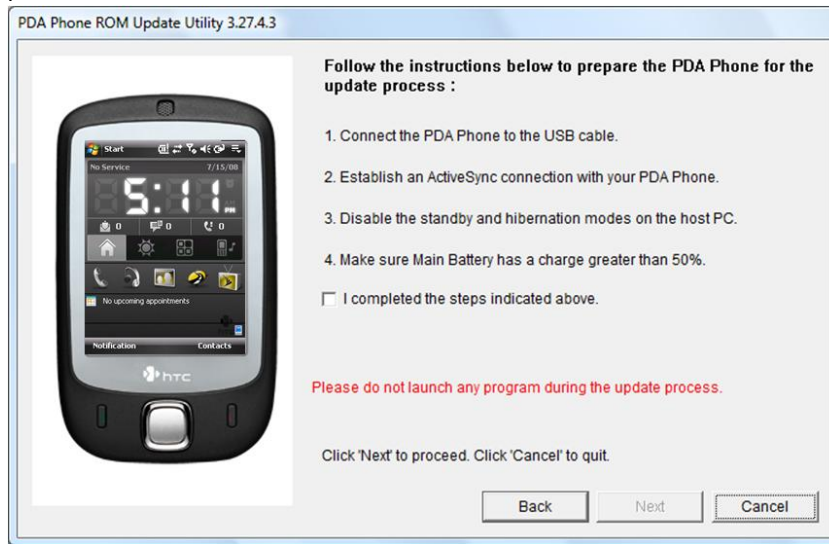 PDA Phone ROM Update Utility 3.27.4.3
Follow the instructions below to prepare the PDA Phone for the
update process :
1. Connect the PDA Phone to the USB cable.
2. Establish an ActiveSync connection with your PDA Phone.
3. Disable the standby and hibernation modes on the host PC.
4. Make sure Main Battery has a charge greater than 50%.
I completed the steps indicated above.
Please do not launch any program during the update process.
Click 'Next' to proceed. Click 'Cancel' to quit.
Back Next Cancel
Start
No Service 7/15/08
5:11 PM
0 0 0
No upcoming appointments
Notification Contacts
hTC